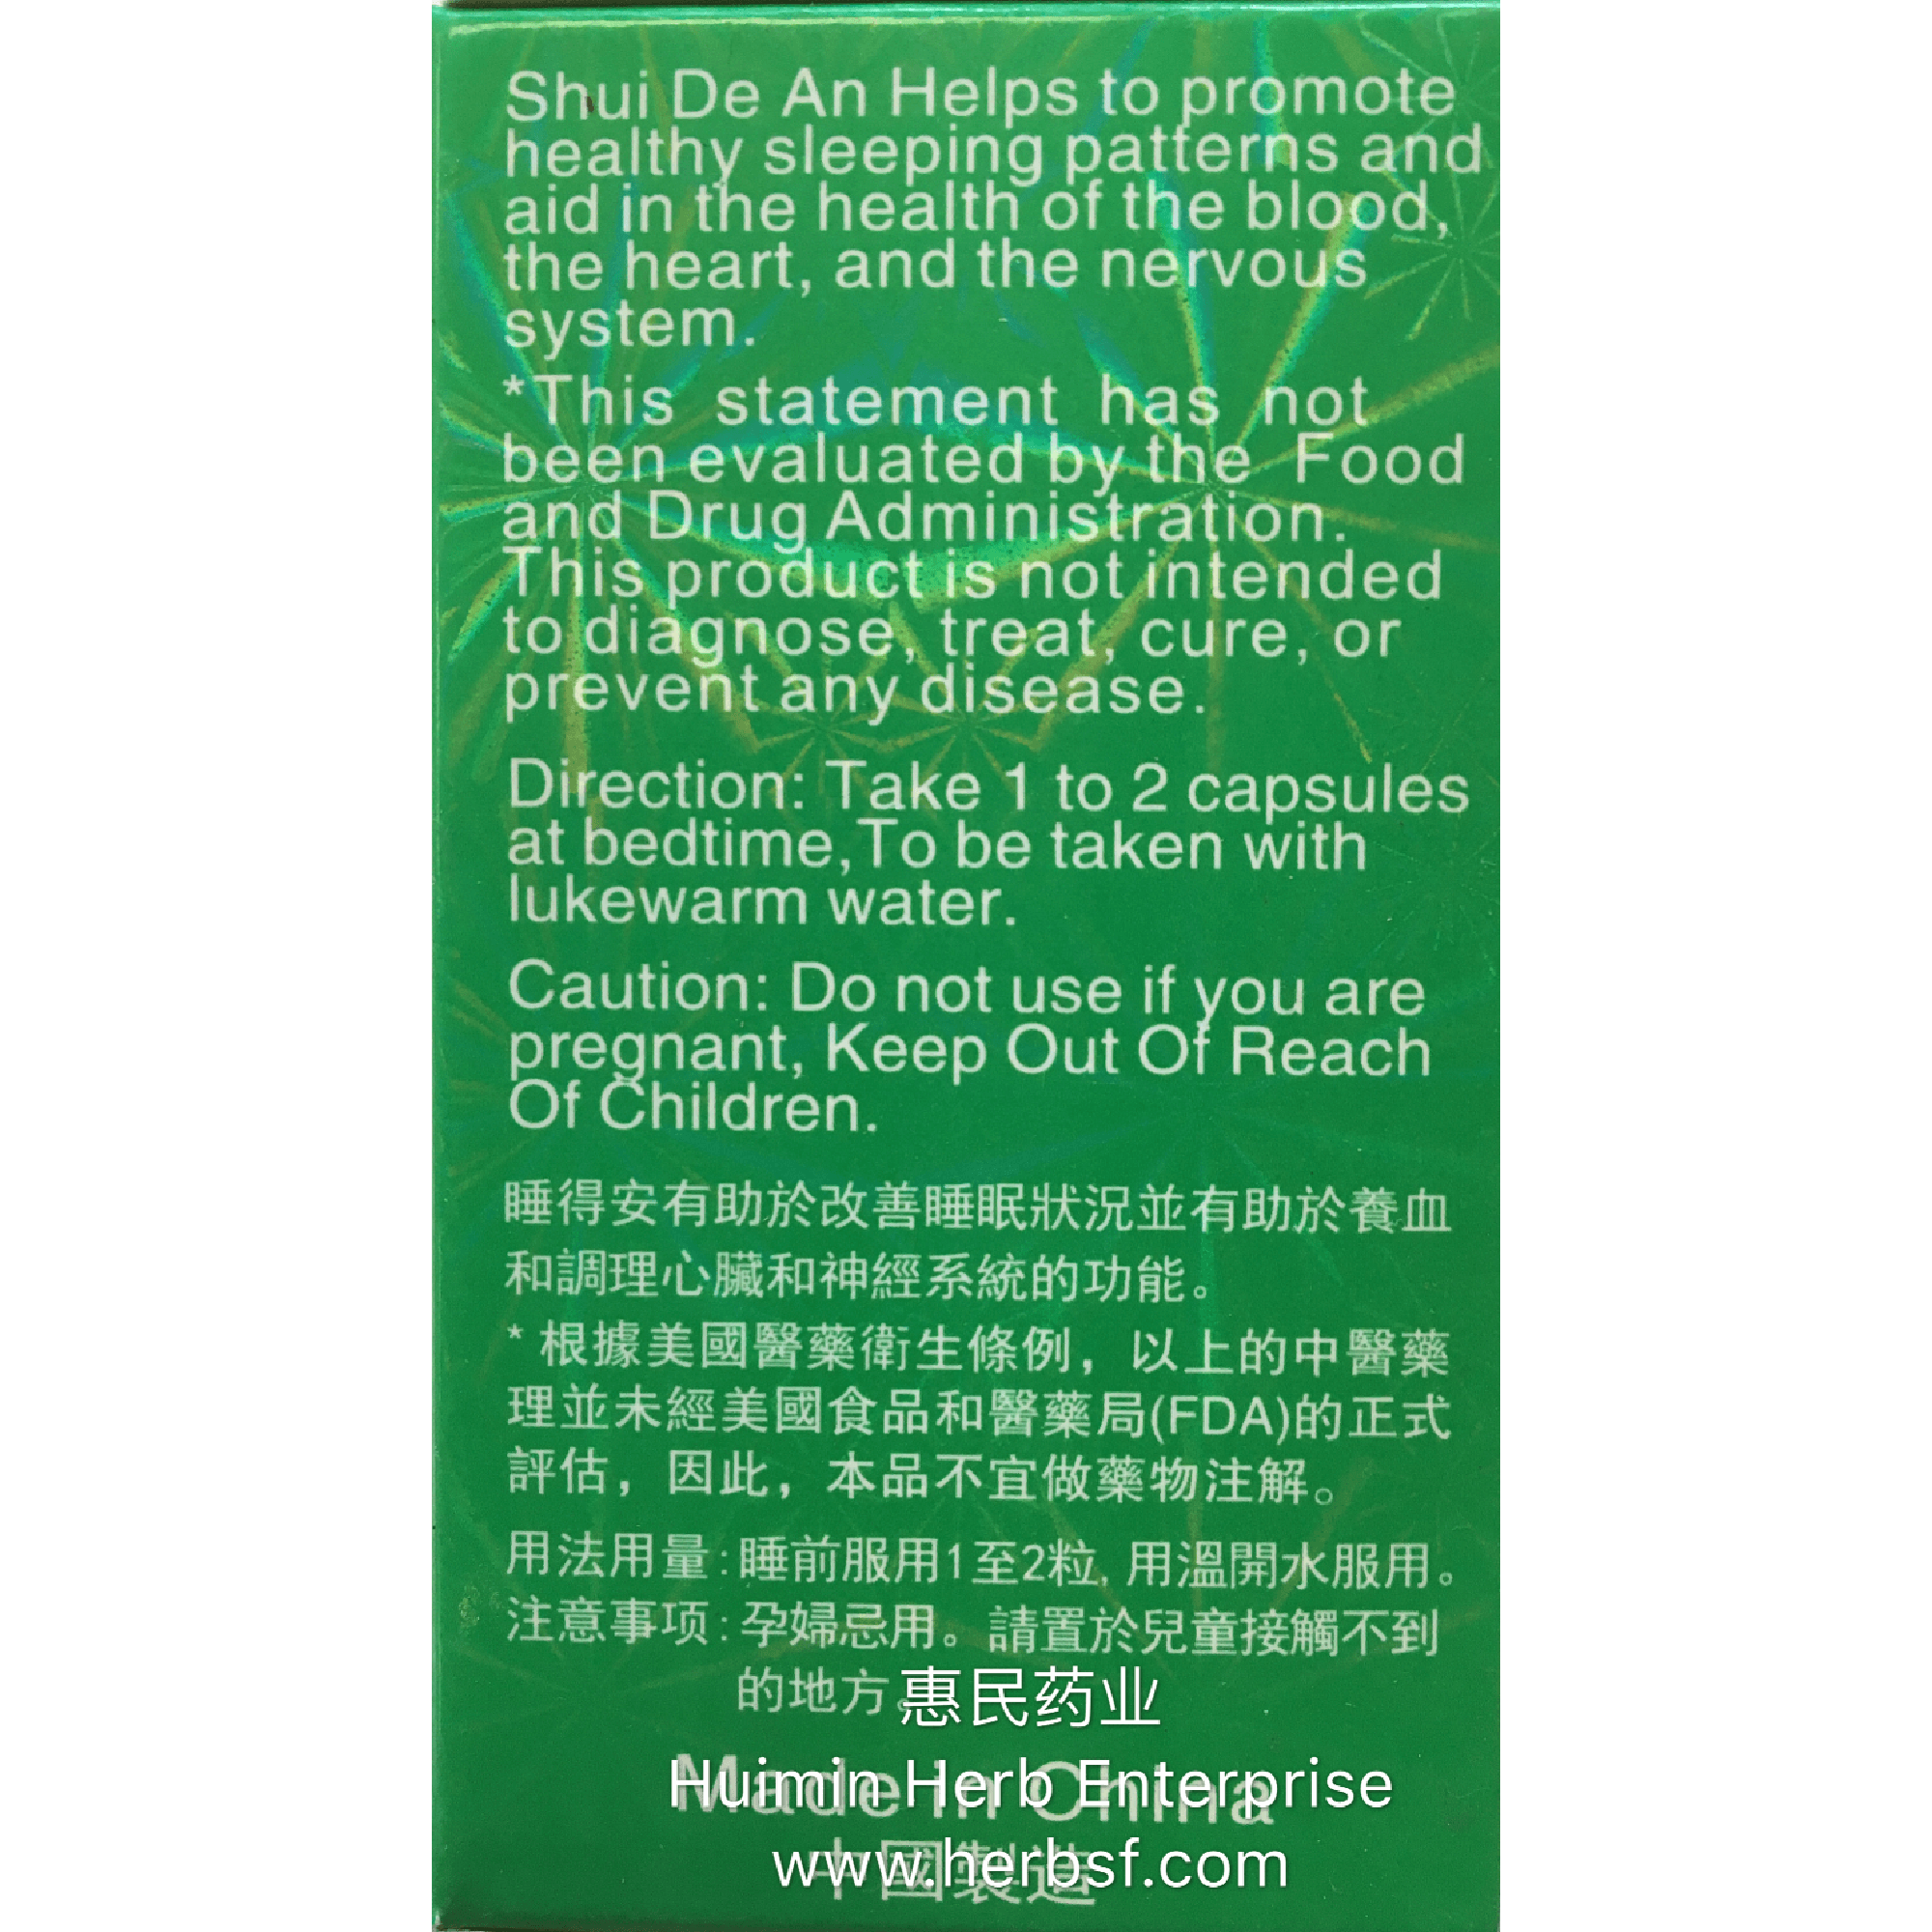 Shui De An Helps to promote
healthy sleeping patterns and
aid in the health of the blood,
the heart, and the nervous
system.
*This statement has not
been evaluated by the Food
and Drug Administration.
This product is not intended
to diagnose, treat, cure, or
prevent any disease.
Direction: Take 1 to 2 capsules
at bedtime,To be taken with
lukewarm water.
Caution: Do not use if you are
pregnant, Keep Out Of Reach
Of Children.
睡得安有助於改善睡眠狀況並有助於養血
和調理心臟和神經系統的功能。
* 根據美國醫藥衛生條例，以上的中醫藥
理並未經美國食品和醫藥局(FDA)的正式
評估，因此，本品不宜做藥物注解。
用法用量:睡前服用1至2粒, 用溫開水服用。
注意事项:孕婦忌用。請置於兒童接觸不到
的地方。
惠民药业
Made in China
Huimin Herb Enterprise
中國製造
www.herbsf.com